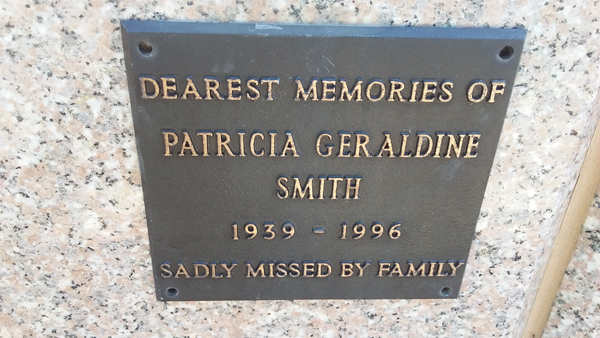 DEAREST MEMORIES OF
PATRICIA GERALDINE
SMITH
1939 - 1996
SADLY MISSED BY FAMILY